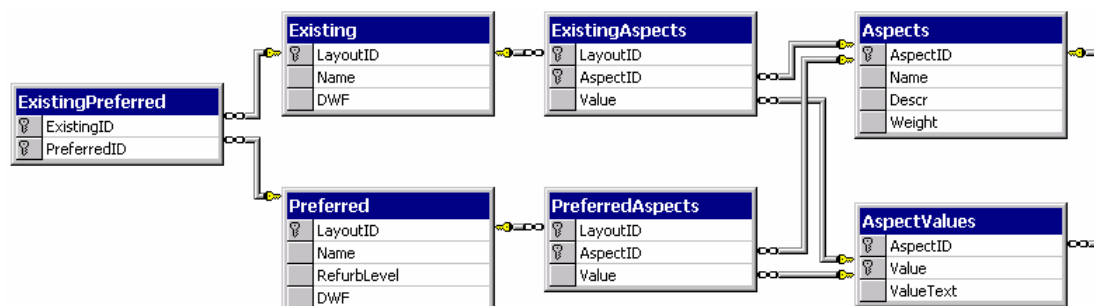 ExistingPreferred
ExistingID
PreferredID
Existing
LayoutID
Name
DWF
Preferred
LayoutID
Name
RefurbLevel
DWF
ExistingAspects
LayoutID
AspectID
Value
PreferredAspects
LayoutID
AspectID
Value
Aspects
AspectID
Name
Descr
Weight
AspectValues
AspectID
Value
ValueText